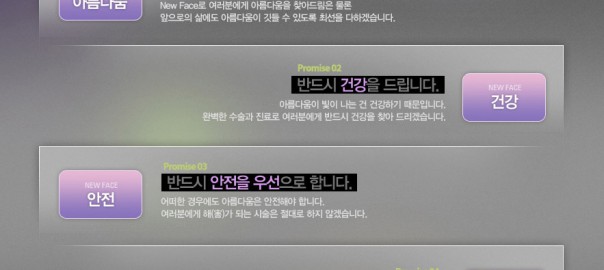 아름다움
New Face로 여러분에게 아름다움을 찾아드림은 물론
앞으로의 삶에도 아름다움이 깃들 수 있도록 최선을 다하겠습니다.
Promise 02
반드시 건강을 드립니다.
아름다움이 빛이 나는 건 건강하기 때문입니다.
완벽한 수술과 진료로 여러분에게 반드시 건강을 찾아 드리겠습니다.
NEW FACE
건강
Promise 03
반드시 안전을 우선으로 합니다.
NEW FACE
안전
어떠한 경우에도 아름다움은 안전해야 합니다.
여러분에게 해(害)가 되는 시술은 절대로 하지 않겠습니다.